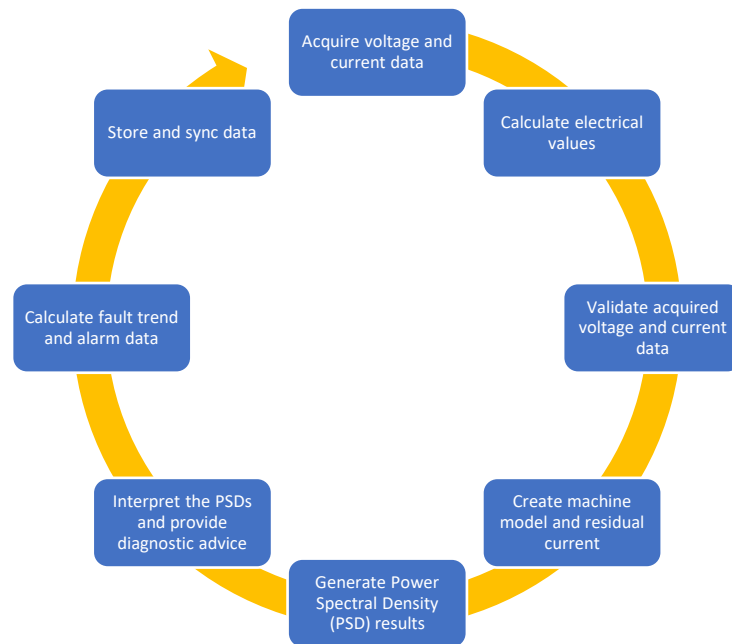 Acquire voltage and
current data
Calculate electrical
values
Validate acquired
voltage and current
data
Create machine
model and residual
current
Generate Power
Spectral Density
(PSD) results
Interpret the PSDs
and provide
diagnostic advice
Calculate fault trend
and alarm data
Store and sync data